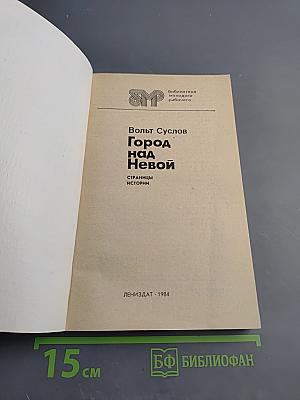 БМР
библиотека
молодого
рабочего
Вольт Суслов
Город
над
Невой
СТРАНИЦЫ
ИСТОРИИ
ЛЕНИЗДАТ · 1984
15 см
БФ БИБЛИОФАН